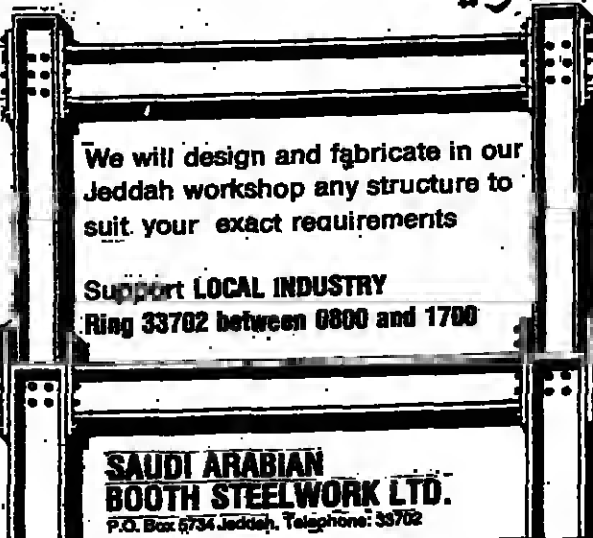 We will design and fabricate in our
Jeddah workshop any structure to
suit your exact requirements
Support LOCAL INDUSTRY
Ring 33702 between 0800 and 1700
SAUDI ARABIAN
BOOTH STEELWORK LTD.
P.O. Box 5734 Jeddah, Telephone: 33702